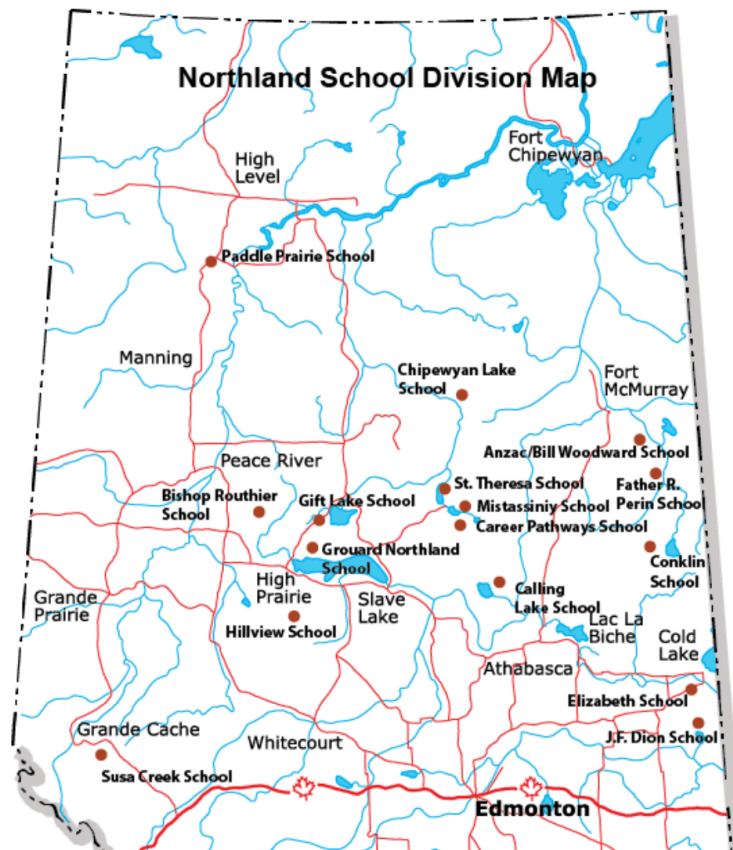 Northland School Division Map
Fort
Chipewyan
High
Level
Paddle Prairie School
Manning
Chipewyan Lake
School
Fort
McMurray
Anzac/Bill Woodward School
Peace River
St. Theresa School
Father R.
Perin School
Bishop Routhier
School
Gift Lake School
Mistassiniy School
Career Pathways School
Grouard Northland
School
Conklin
School
High
Prairie
Calling
Lake School
Grande
Prairie
Slave
Lake
Hillview School
Lac La
Biche
Cold
Lake
Athabasca
Elizabeth School
Grande Cache
Whitecourt
J.F. Dion School
Susa Creek School
Edmonton